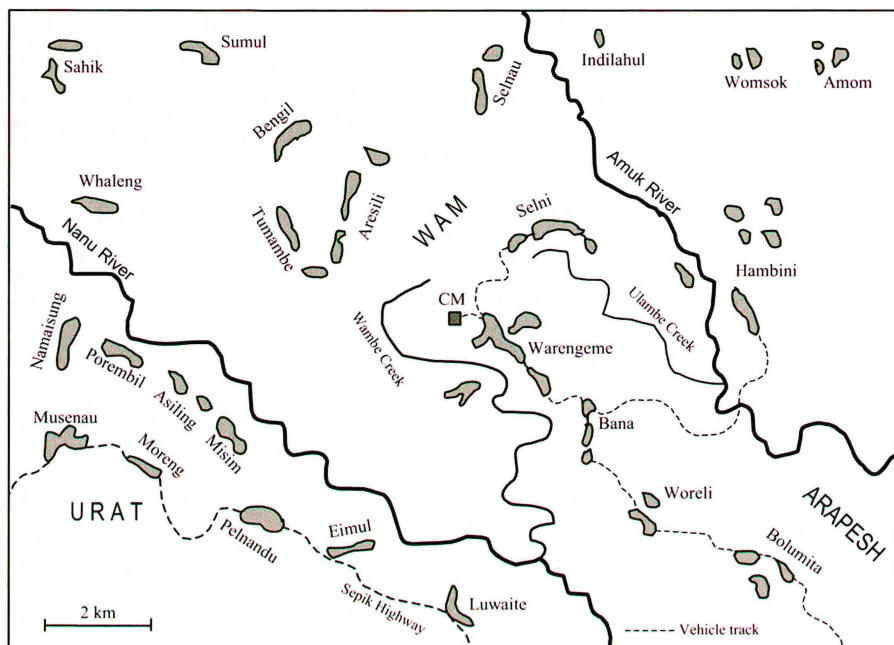 Sahik
Sumul
Selnau
Indilahul
Womsok
Amom
Bengil
Whaleng
Nanu River
Tumambe
Aresili
WAM
Selni
Amuk River
Hambini
CM
Wambe Creek
Warengeme
Ulambe Creek
Namaisung
Porembil
Asiling
Misim
Musenau
Moreng
Bana
URAT
Pelnandu
Eimul
Woreli
ARAPESH
Bolumita
Sepik Highway
Luwaite
2 km
Vehicle track